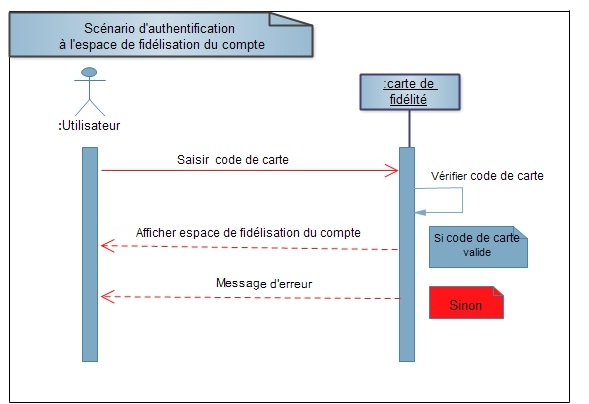 Scénario d'authentification
à l'espace de fidélisation du compte
:carte de
fidélité
:Utilisateur
Saisir code de carte
Vérifier code de carte
Afficher espace de fidélisation du compte
Si code de carte
valide
Message d'erreur
Sinon